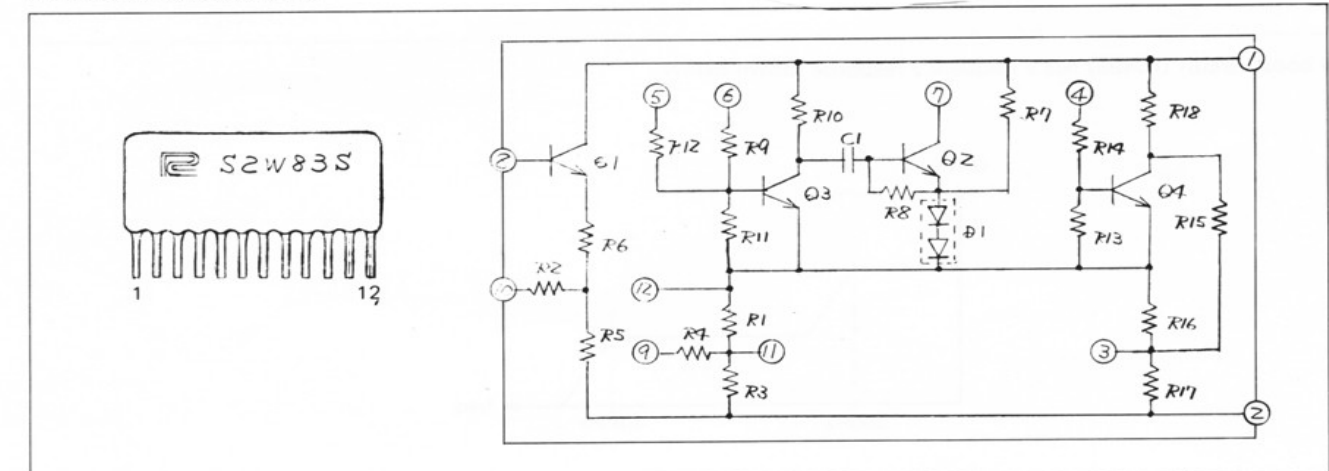 S2W83S
1 12
①
⑤ ⑥ ⑦ ④
R10 R7 R18
R12 R9 C1 R14
Q1 Q3 Q2 Q4
R8
R6 R11 D1 R13 R15
R2 ⑫
R1 R16
R5 ⑨ R4 ⑪ ③
R3 R17
②